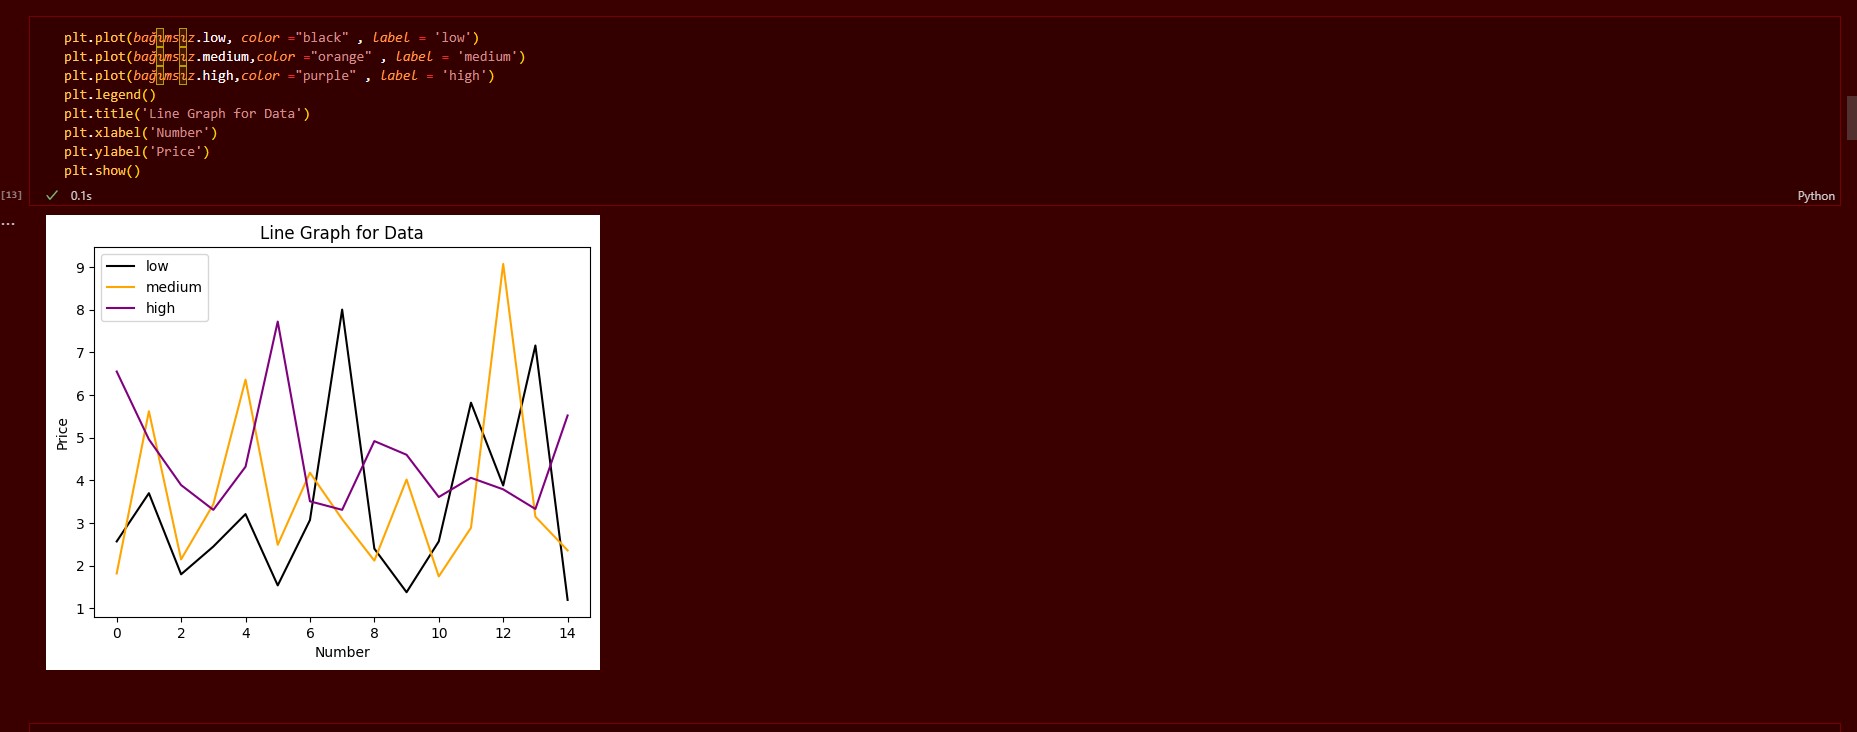 plt.plot(bağımsız.low, color ="black" , label = 'low')
plt.plot(bağımsız.medium,color ="orange" , label = 'medium')
plt.plot(bağımsız.high,color ="purple" , label = 'high')
plt.legend()
plt.title('Line Graph for Data')
plt.xlabel('Number')
plt.ylabel('Price')
plt.show()
[13]
0.1s
Python
...
Line Graph for Data
low
medium
high
9
8
7
6
5
4
3
2
1
Price
0 2 4 6 8 10 12 14
Number